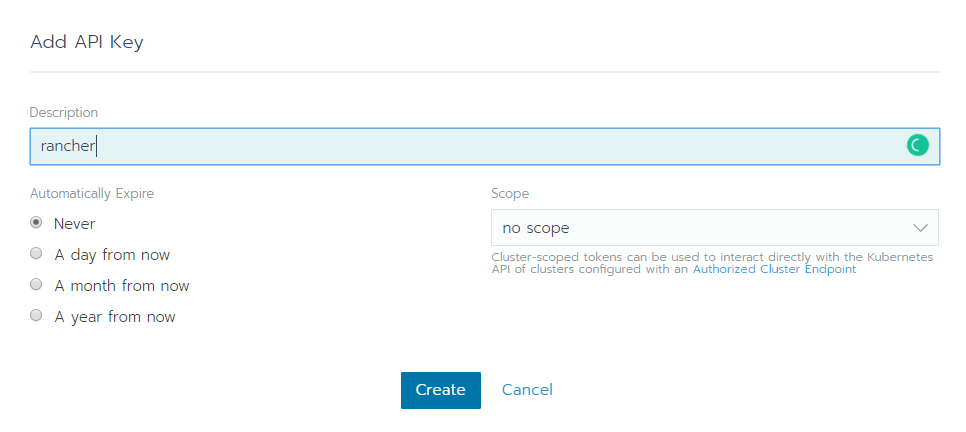 Add API Key
Description
rancher
Automatically Expire
Never
A day from now
A month from now
A year from now
Scope
no scope
Cluster-scoped tokens can be used to interact directly with the Kubernetes
API of clusters configured with an Authorized Cluster Endpoint
Create Cancel